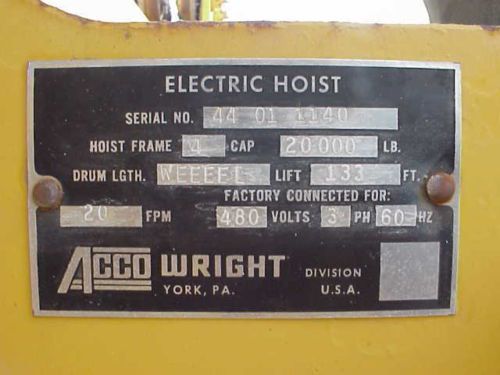 ELECTRIC HOIST
SERIAL NO. 44 01 1140
HOIST FRAME 4 CAP 20000 LB.
DRUM LGTH. LIFT 133 FT.
FACTORY CONNECTED FOR:
20 FPM 480 VOLTS 3 PH 60 HZ
ACCO WRIGHT DIVISION
YORK, PA. U.S.A.